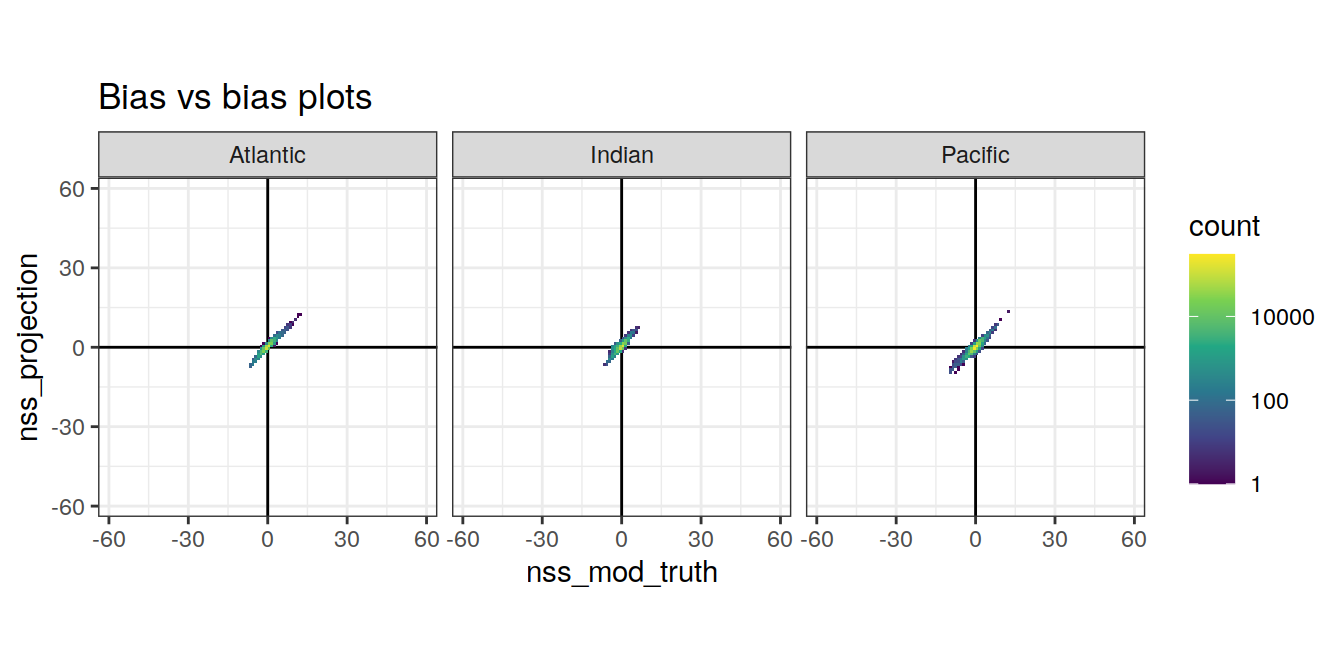 Bias vs bias plots
Atlantic
Indian
Pacific
60
30
0
-30
-60
nss_projection
-60 -30 0 30 60
-60 -30 0 30 60
-60 -30 0 30 60
nss_mod_truth
count
10000
100
1